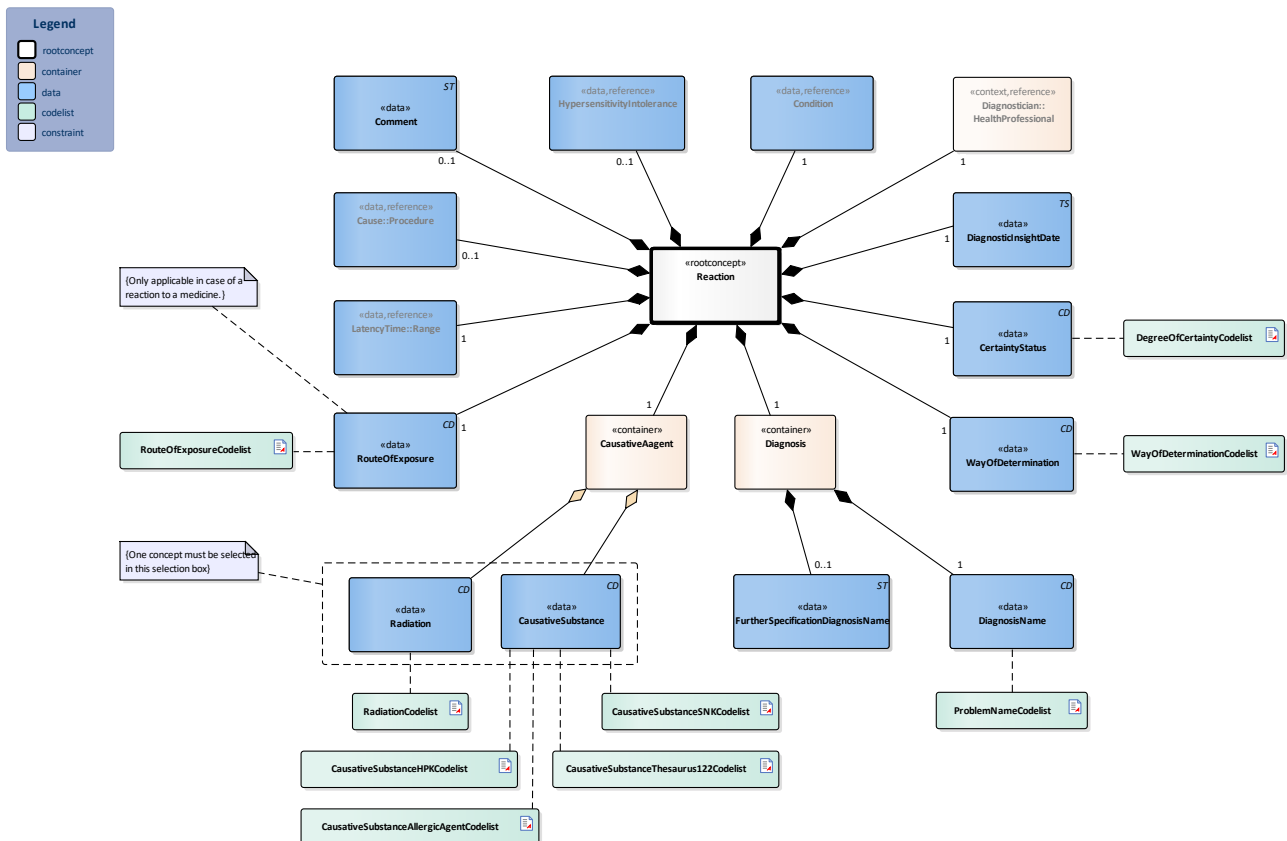 Legend
rootconcept
container
data
codelist
constraint
ST
«data»
Comment
0..1
«data,reference»
HypersensitivityIntolerance
0..1
«data,reference»
Condition
1
«context,reference»
Diagnostician::
HealthProfessional
1
«data,reference»
Cause::Procedure
0..1
TS
«data»
DiagnosticInsightDate
1
«rootconcept»
Reaction
{Only applicable in case of a
reaction to a medicine.}
«data,reference»
LatencyTime::Range
1
CD
«data»
CertaintyStatus
1
DegreeOfCertaintyCodelist
RouteOfExposureCodelist
CD
«data»
RouteOfExposure
1
1
«container»
CausativeAagent
1
«container»
Diagnosis
CD
«data»
WayOfDetermination
1
WayOfDeterminationCodelist
{One concept must be selected
in this selection box}
CD
«data»
Radiation
CD
«data»
CausativeSubstance
0..1
ST
«data»
FurtherSpecificationDiagnosisName
1
CD
«data»
DiagnosisName
RadiationCodelist
CausativeSubstanceSNKCodelist
ProblemNameCodelist
CausativeSubstanceHPKCodelist
CausativeSubstanceThesaurus122Codelist
CausativeSubstanceAllergicAgentCodelist